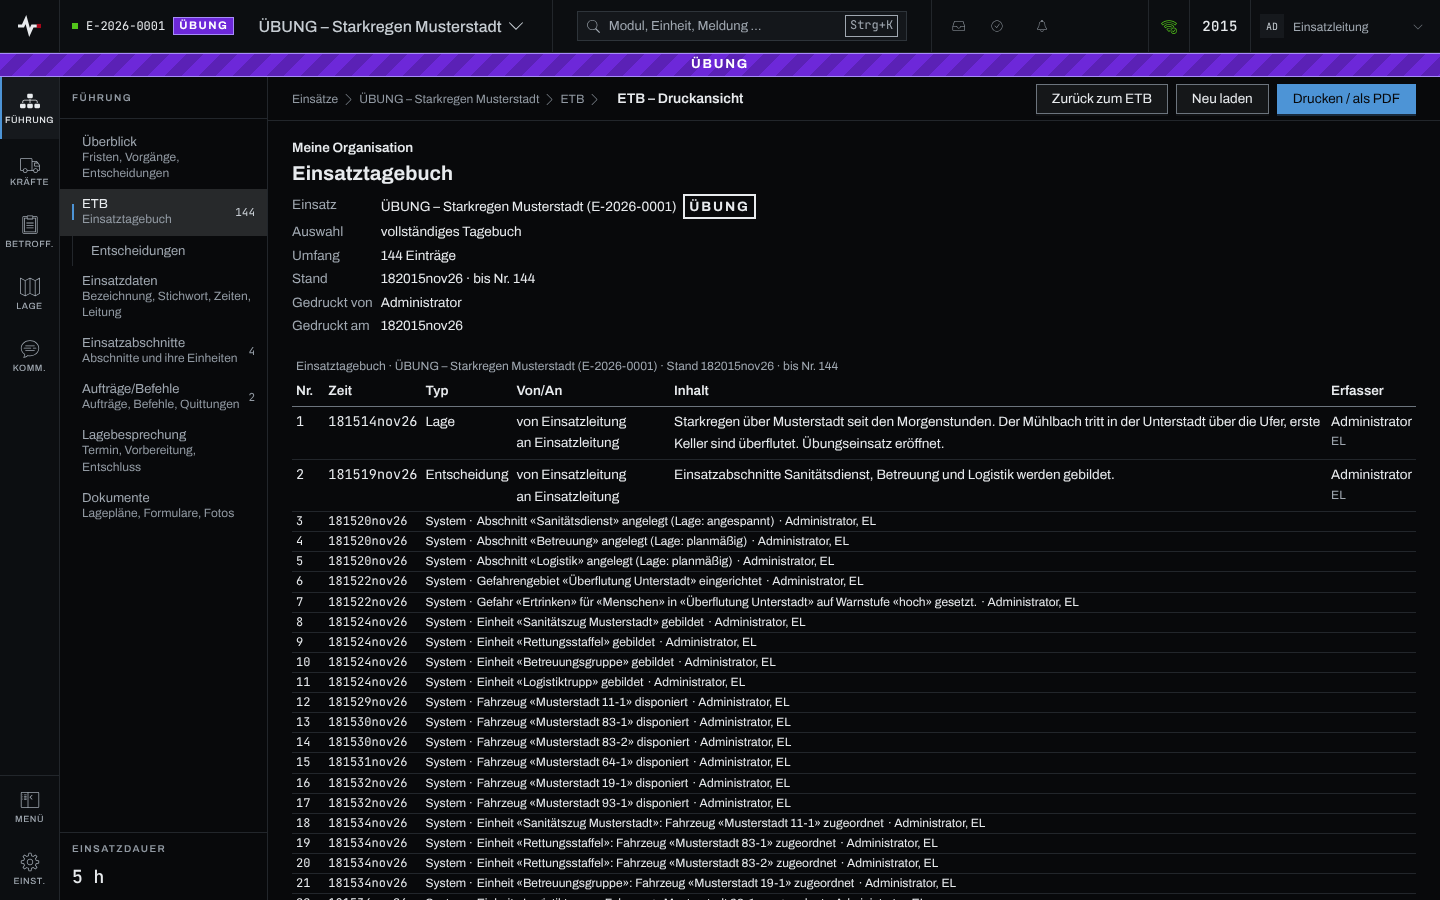 E-2026-0001 ÜBUNG ÜBUNG – Starkregen Musterstadt Modul, Einheit, Meldung ... Strg+K 2015 AD Einsatzleitung
ÜBUNG
FÜHRUNG
KRÄFTE
BETROFF.
LAGE
KOMM.
MENÜ
EINST.
FÜHRUNG
Überblick
Fristen, Vorgänge,
Entscheidungen
ETB
Einsatztagebuch 144
Entscheidungen
Einsatzdaten
Bezeichnung, Stichwort, Zeiten,
Leitung
Einsatzabschnitte
Abschnitte und ihre Einheiten 4
Aufträge/Befehle
Aufträge, Befehle, Quittungen 2
Lagebesprechung
Termin, Vorbereitung,
Entschluss
Dokumente
Lagepläne, Formulare, Fotos
EINSATZDAUER
5 h
Einsätze ÜBUNG – Starkregen Musterstadt ETB ETB – Druckansicht Zurück zum ETB Neu laden Drucken / als PDF
Meine Organisation
Einsatztagebuch
Einsatz ÜBUNG – Starkregen Musterstadt (E-2026-0001) ÜBUNG
Auswahl vollständiges Tagebuch
Umfang 144 Einträge
Stand 182015nov26 · bis Nr. 144
Gedruckt von Administrator
Gedruckt am 182015nov26
Einsatztagebuch · ÜBUNG – Starkregen Musterstadt (E-2026-0001) · Stand 182015nov26 · bis Nr. 144
Nr. Zeit Typ Von/An Inhalt Erfasser
1 181514nov26 Lage von Einsatzleitung Starkregen über Musterstadt seit den Morgenstunden. Der Mühlbach tritt in der Unterstadt über die Ufer, erste Administrator
an Einsatzleitung Keller sind überflutet. Übungseinsatz eröffnet. EL
2 181519nov26 Entscheidung von Einsatzleitung Einsatzabschnitte Sanitätsdienst, Betreuung und Logistik werden gebildet. Administrator
an Einsatzleitung EL
3 181520nov26 System · Abschnitt «Sanitätsdienst» angelegt (Lage: angespannt) · Administrator, EL
4 181520nov26 System · Abschnitt «Betreuung» angelegt (Lage: planmäßig) · Administrator, EL
5 181520nov26 System · Abschnitt «Logistik» angelegt (Lage: planmäßig) · Administrator, EL
6 181522nov26 System · Gefahrengebiet «Überflutung Unterstadt» eingerichtet · Administrator, EL
7 181522nov26 System · Gefahr «Ertrinken» für «Menschen» in «Überflutung Unterstadt» auf Warnstufe «hoch» gesetzt. · Administrator, EL
8 181524nov26 System · Einheit «Sanitätszug Musterstadt» gebildet · Administrator, EL
9 181524nov26 System · Einheit «Rettungsstaffel» gebildet · Administrator, EL
10 181524nov26 System · Einheit «Betreuungsgruppe» gebildet · Administrator, EL
11 181524nov26 System · Einheit «Logistiktrupp» gebildet · Administrator, EL
12 181529nov26 System · Fahrzeug «Musterstadt 11-1» disponiert · Administrator, EL
13 181530nov26 System · Fahrzeug «Musterstadt 83-1» disponiert · Administrator, EL
14 181530nov26 System · Fahrzeug «Musterstadt 83-2» disponiert · Administrator, EL
15 181531nov26 System · Fahrzeug «Musterstadt 64-1» disponiert · Administrator, EL
16 181532nov26 System · Fahrzeug «Musterstadt 19-1» disponiert · Administrator, EL
17 181532nov26 System · Fahrzeug «Musterstadt 93-1» disponiert · Administrator, EL
18 181534nov26 System · Einheit «Sanitätszug Musterstadt»: Fahrzeug «Musterstadt 11-1» zugeordnet · Administrator, EL
19 181534nov26 System · Einheit «Rettungsstaffel»: Fahrzeug «Musterstadt 83-1» zugeordnet · Administrator, EL
20 181534nov26 System · Einheit «Rettungsstaffel»: Fahrzeug «Musterstadt 83-2» zugeordnet · Administrator, EL
21 181534nov26 System · Einheit «Betreuungsgruppe»: Fahrzeug «Musterstadt 19-1» zugeordnet · Administrator, EL